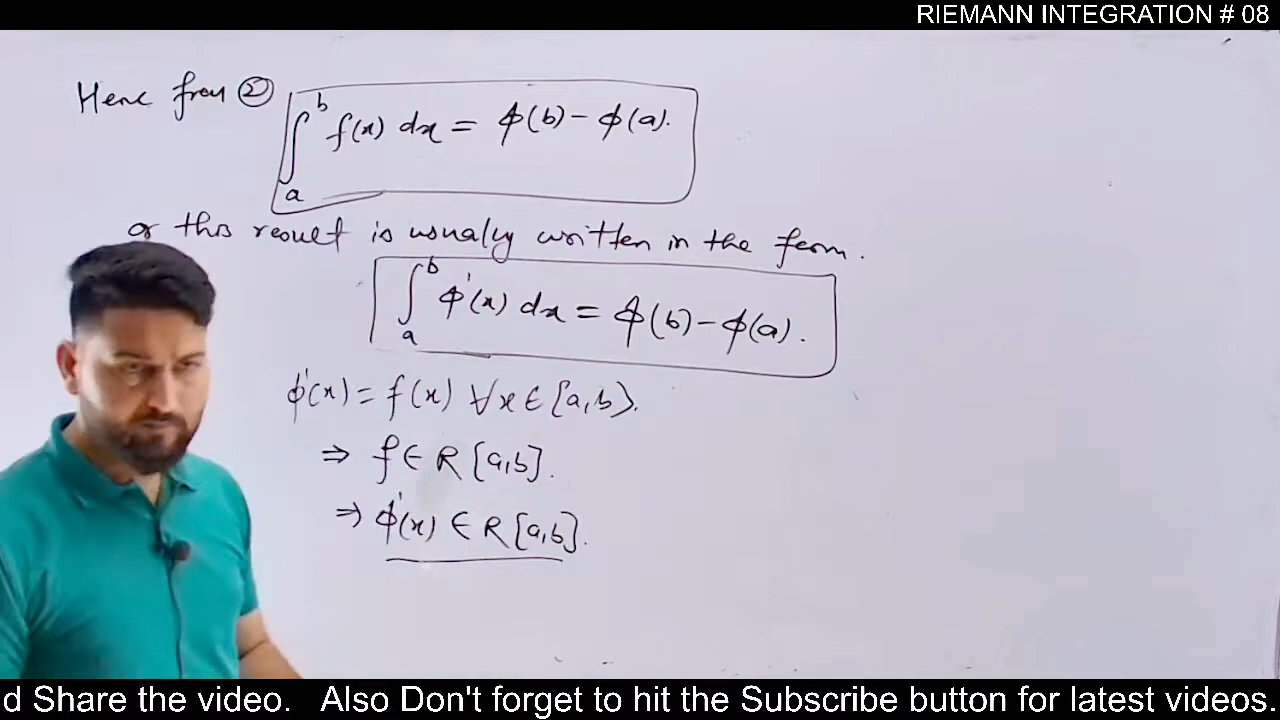 RIEMANN INTEGRATION # 08
Hence from ②
∫_a^b f(x) dx = ϕ(b) - ϕ(a).
or this result is usually written in the form.
∫_a^b ϕ'(x) dx = ϕ(b) - ϕ(a).
ϕ'(x) = f(x) ∀x∈[a,b].
⇒ f ∈ R [a,b].
⇒ ϕ'(x) ∈ R [a,b].
d Share the video. Also Don't forget to hit the Subscribe button for latest videos.